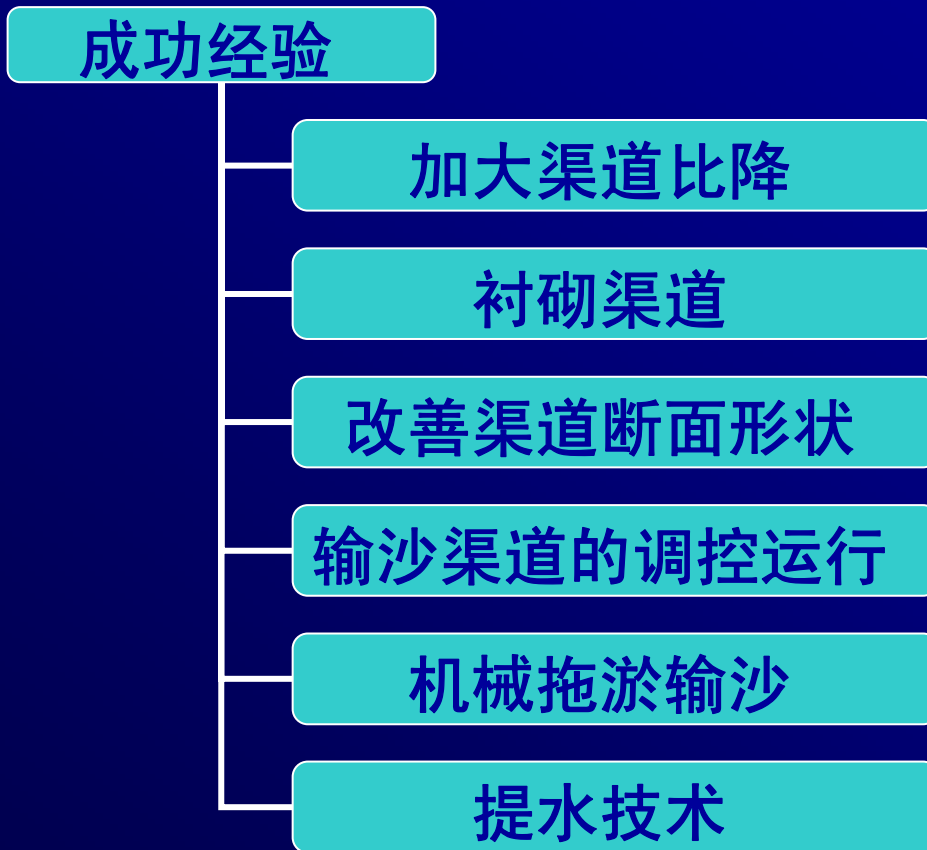 成功经验
加大渠道比降
衬砌渠道
改善渠道断面形状
输沙渠道的调控运行
机械拖淤输沙
提水技术